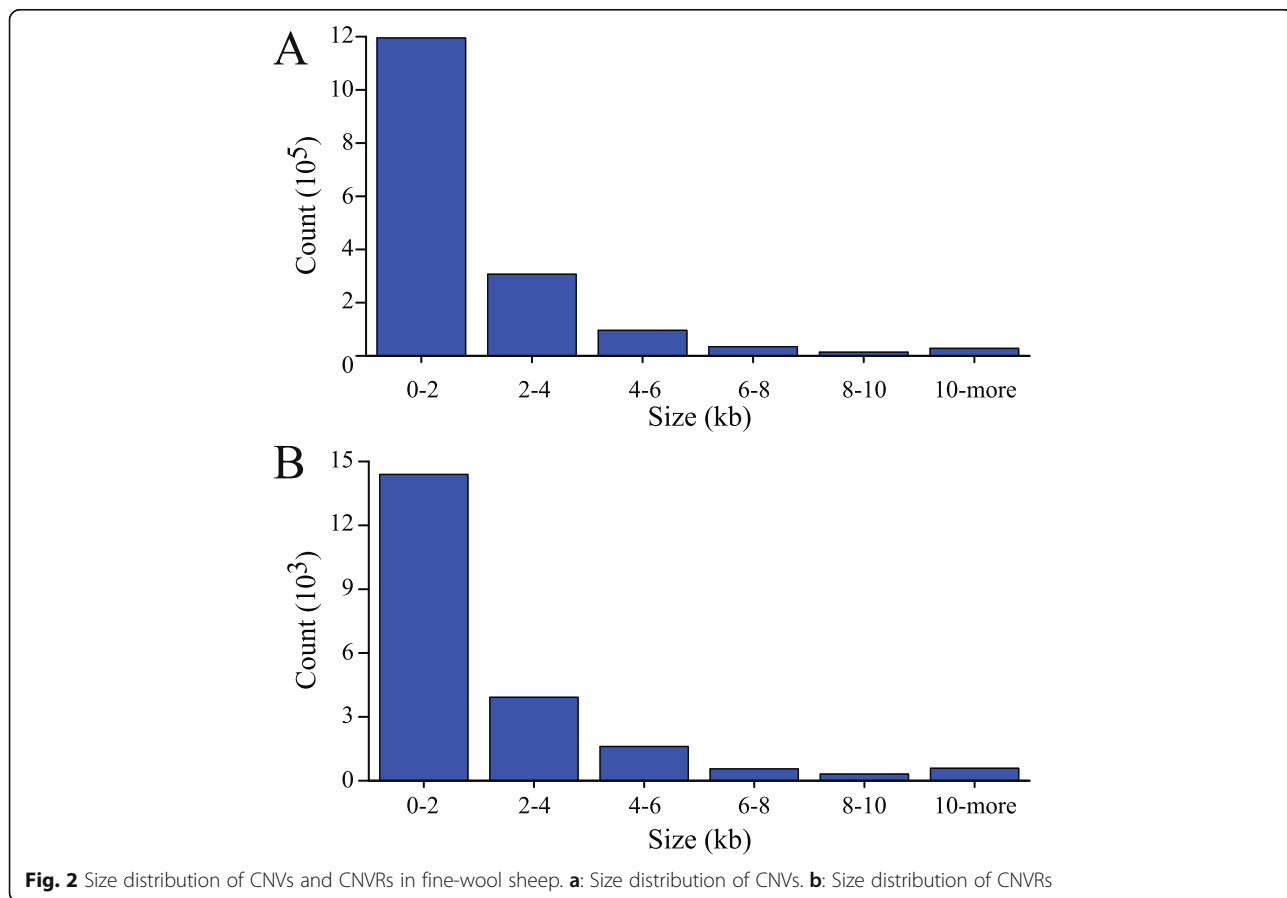 A
12
10
8
6
4
2
0
Count (10^5)
0-2 2-4 4-6 6-8 8-10 10-more
Size (kb)
B
15
12
9
6
3
0
Count (10^3)
0-2 2-4 4-6 6-8 8-10 10-more
Size (kb)
Fig. 2 Size distribution of CNVs and CNVRs in fine-wool sheep. a: Size distribution of CNVs. b: Size distribution of CNVRs